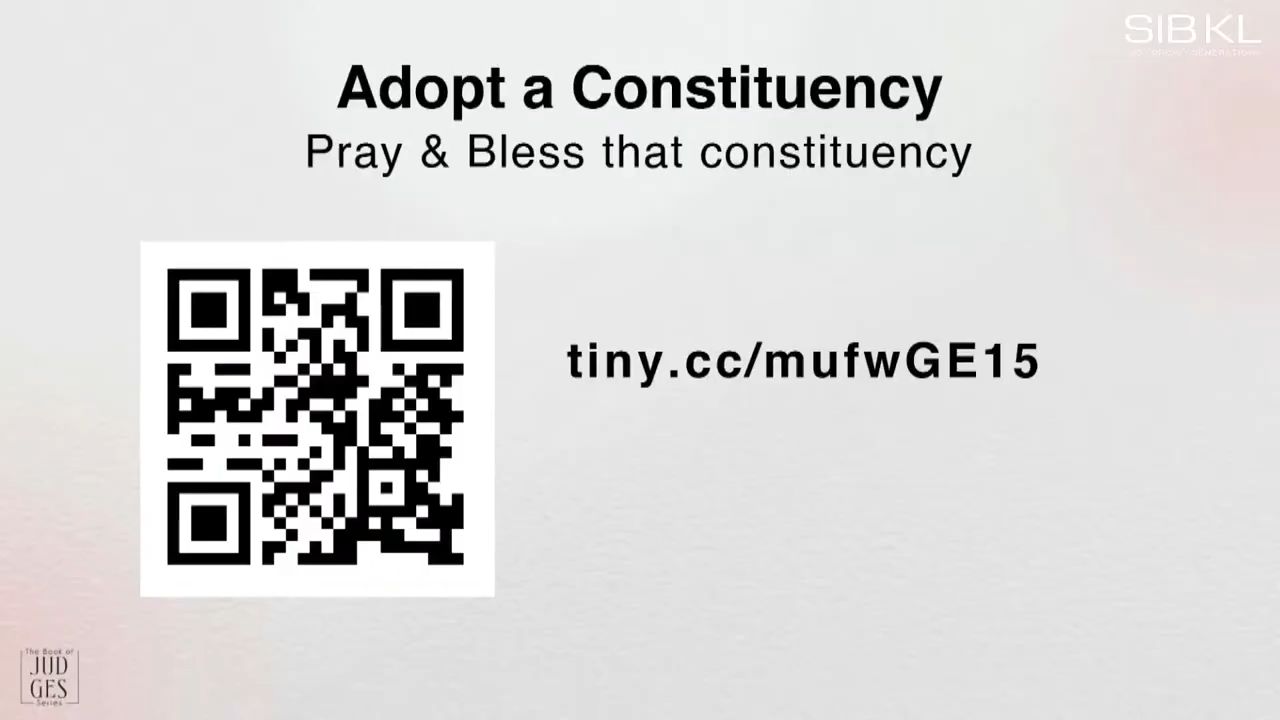 SIBKL
Adopt a Constituency
Pray & Bless that constituency
tiny.cc/mufwGE15
The Book of
JUD
GES
Series